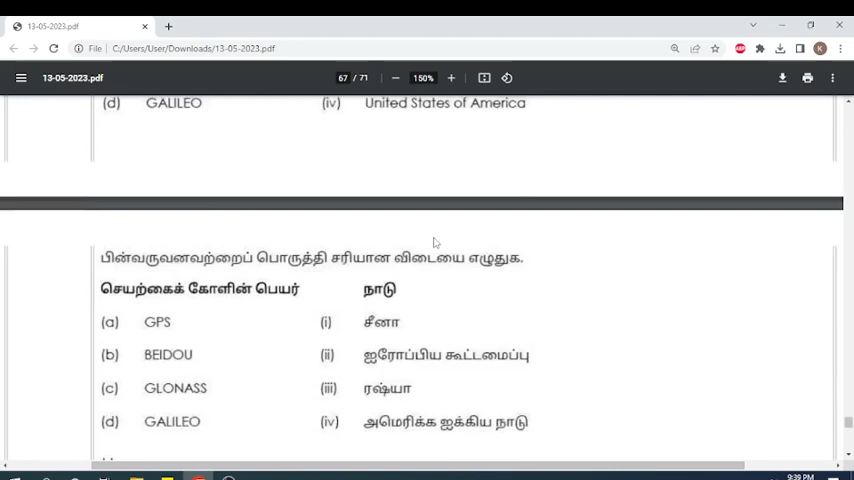 13-05-2023.pdf
File C:/Users/User/Downloads/13-05-2023.pdf
ABP
K
13-05-2023.pdf 67 / 71 150%
(d) GALILEO (iv) United States of America
பின்வருவனவற்றைப் பொருத்தி சரியான விடையை எழுதுக.
செயற்கைக் கோளின் பெயர் நாடு
(a) GPS (i) சீனா
(b) BEIDOU (ii) ஐரோப்பிய கூட்டமைப்பு
(c) GLONASS (iii) ரஷ்யா
(d) GALILEO (iv) அமெரிக்க ஐக்கிய நாடு
9:39 PM